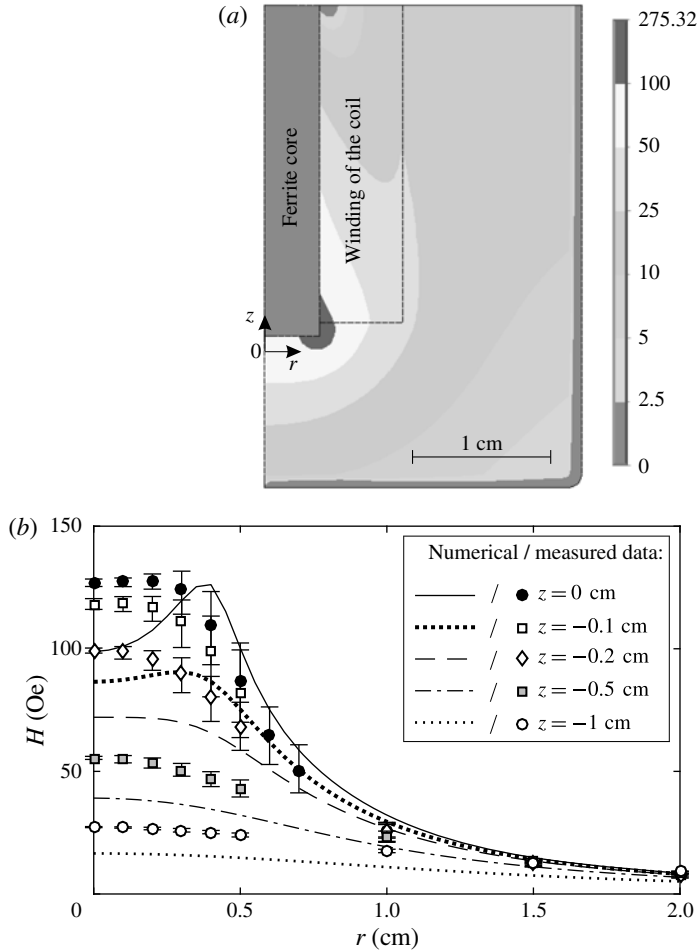 (a)
275.32
100
50
25
10
5
2.5
0
Ferrite core
Winding of the coil
z
0
r
1 cm
(b)
150
100
50
0
H (Oe)
Numerical / measured data:
/ z = 0 cm
/ z = −0.1 cm
/ z = −0.2 cm
/ z = −0.5 cm
/ z = −1 cm
0.5 1.0 1.5 2.0
r (cm)